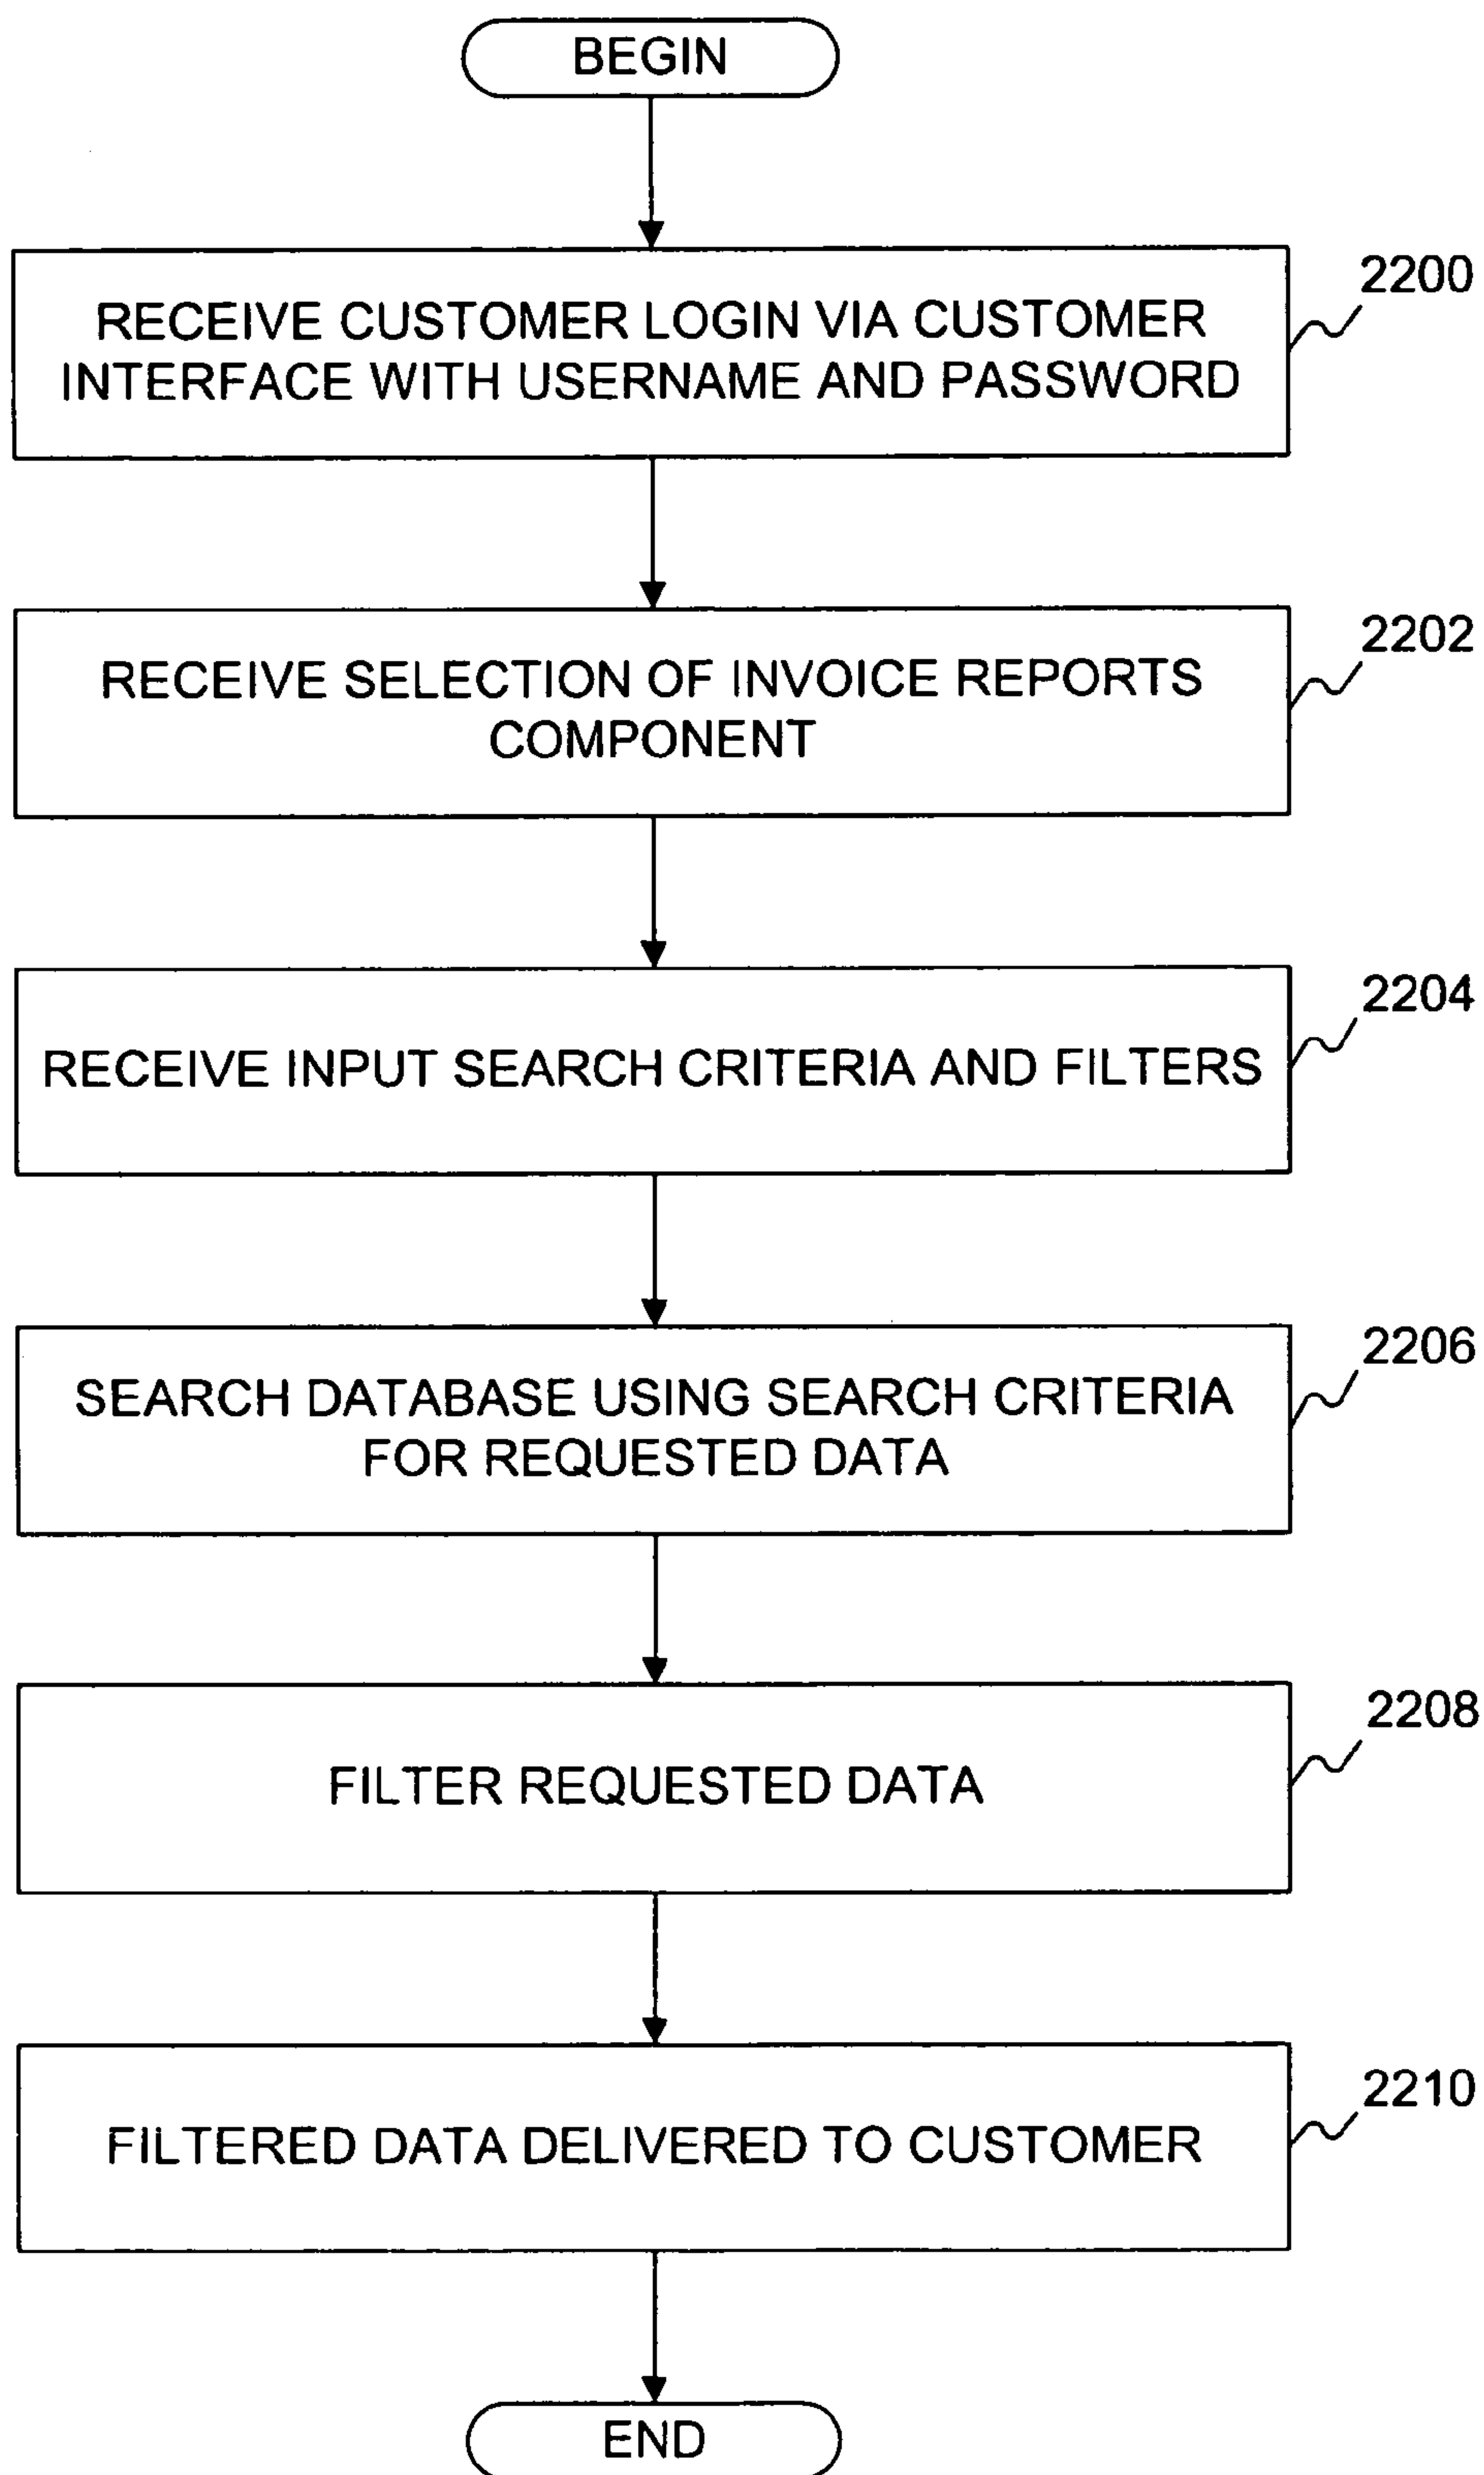 BEGIN
RECEIVE CUSTOMER LOGIN VIA CUSTOMER
INTERFACE WITH USERNAME AND PASSWORD
2200
RECEIVE SELECTION OF INVOICE REPORTS
COMPONENT
2202
RECEIVE INPUT SEARCH CRITERIA AND FILTERS
2204
SEARCH DATABASE USING SEARCH CRITERIA
FOR REQUESTED DATA
2206
FILTER REQUESTED DATA
2208
FILTERED DATA DELIVERED TO CUSTOMER
2210
END